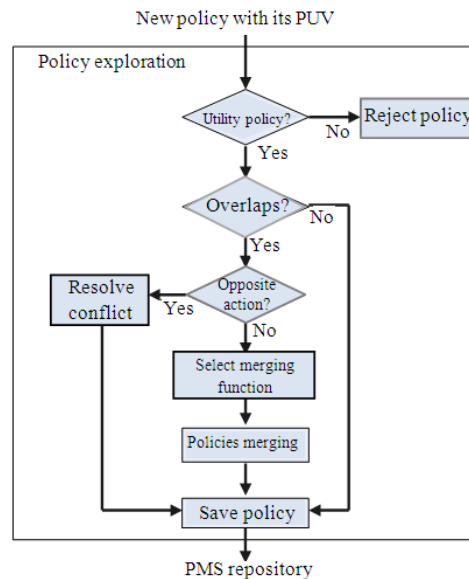 New policy with its PUV
Policy exploration
Utility policy?
No
Reject policy
Yes
Overlaps?
No
Yes
Opposite
action?
Yes
Resolve
conflict
No
Select merging
function
Policies merging
Save policy
PMS repository